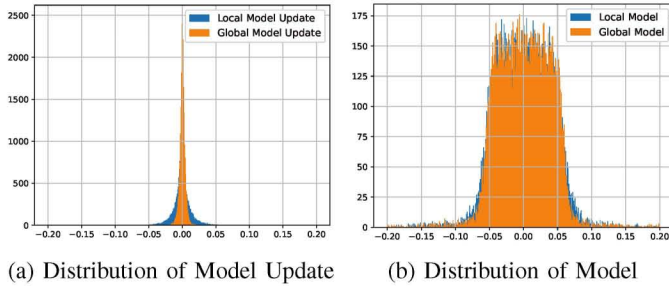 Local Model Update
Global Model Update
2500
2000
1500
1000
500
0
−0.20 −0.15 −0.10 −0.05 0.00 0.05 0.10 0.15 0.20
(a) Distribution of Model Update
Local Model
Global Model
175
150
125
100
75
50
25
0
−0.20 −0.15 −0.10 −0.05 0.00 0.05 0.10 0.15 0.20
(b) Distribution of Model